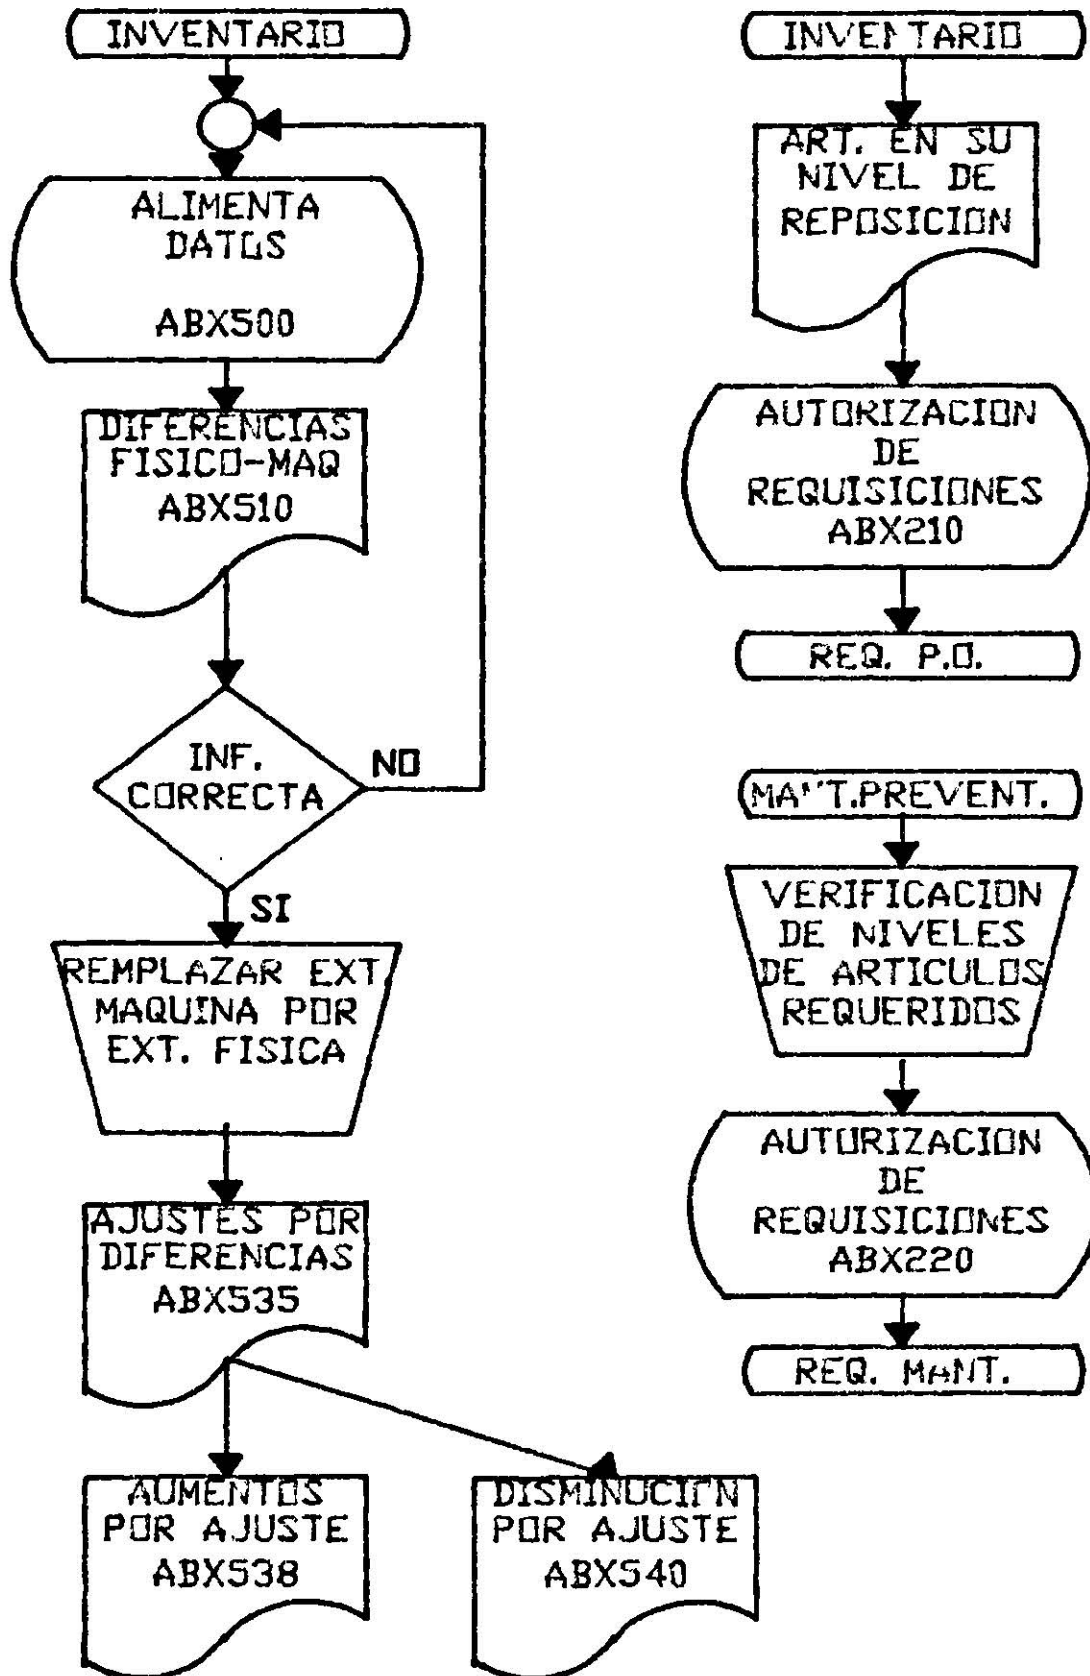 INVENTARIO
ALIMENTA
DATOS
ABX500
DIFERENCIAS
FISICO-MAQ
ABX510
INF.
CORRECTA
NO
SI
REMPLAZAR EXT.
MAQUINA POR
EXT. FISICA
AJUSTES POR
DIFERENCIAS
ABX535
AUMENTOS
POR AJUSTE
ABX538
DISMINUCION
POR AJUSTE
ABX540
INVENTARIO
ART. EN SU
NIVEL DE
REPOSICION
AUTORIZACION
DE
REQUISICIONES
ABX210
REQ. P.O.
MANT.PREVENT.
VERIFICACION
DE NIVELES
DE ARTICULOS
REQUERIDOS
AUTORIZACION
DE
REQUISICIONES
ABX220
REQ. MANT.